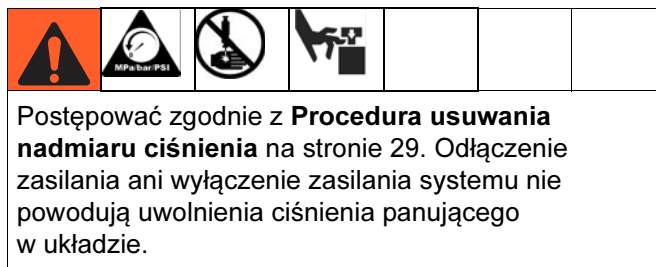 MPa/bar/PSI
Postępować zgodnie z Procedura usuwania
nadmiaru ciśnienia na stronie 29. Odłączenie
zasilania ani wyłączenie zasilania systemu nie
powodują uwolnienia ciśnienia panującego
w układzie.